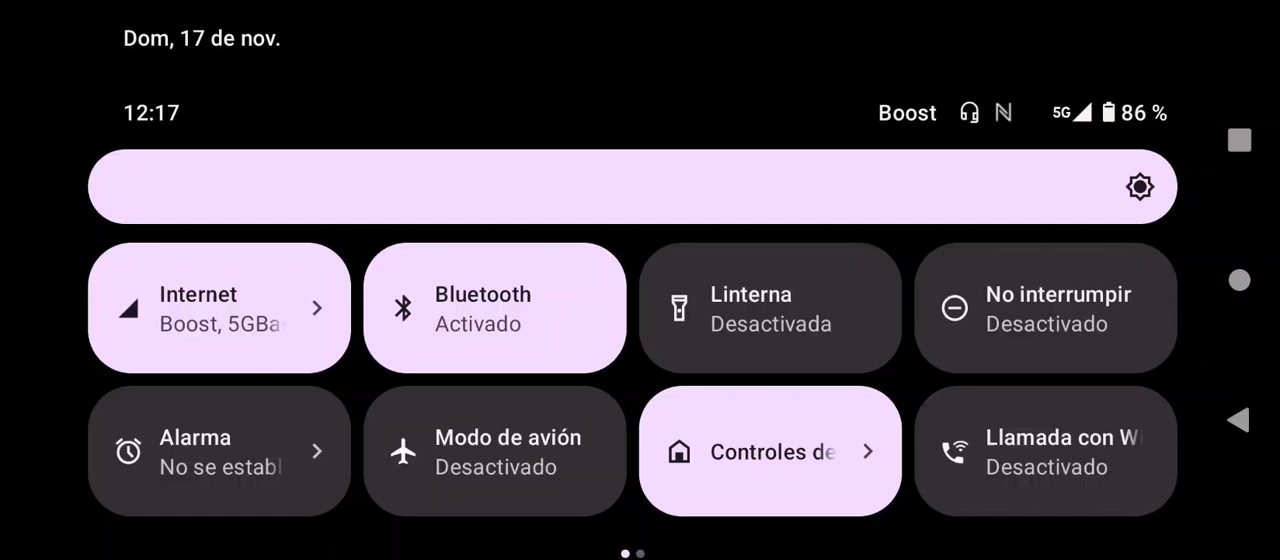 Dom, 17 de nov.
12:17 Boost 5G 86 %
Internet Bluetooth Linterna No interrumpir
Boost, 5GBa Activado Desactivada Desactivado
Alarma Modo de avión Controles de Llamada con W
No se establ Desactivado Desactivado